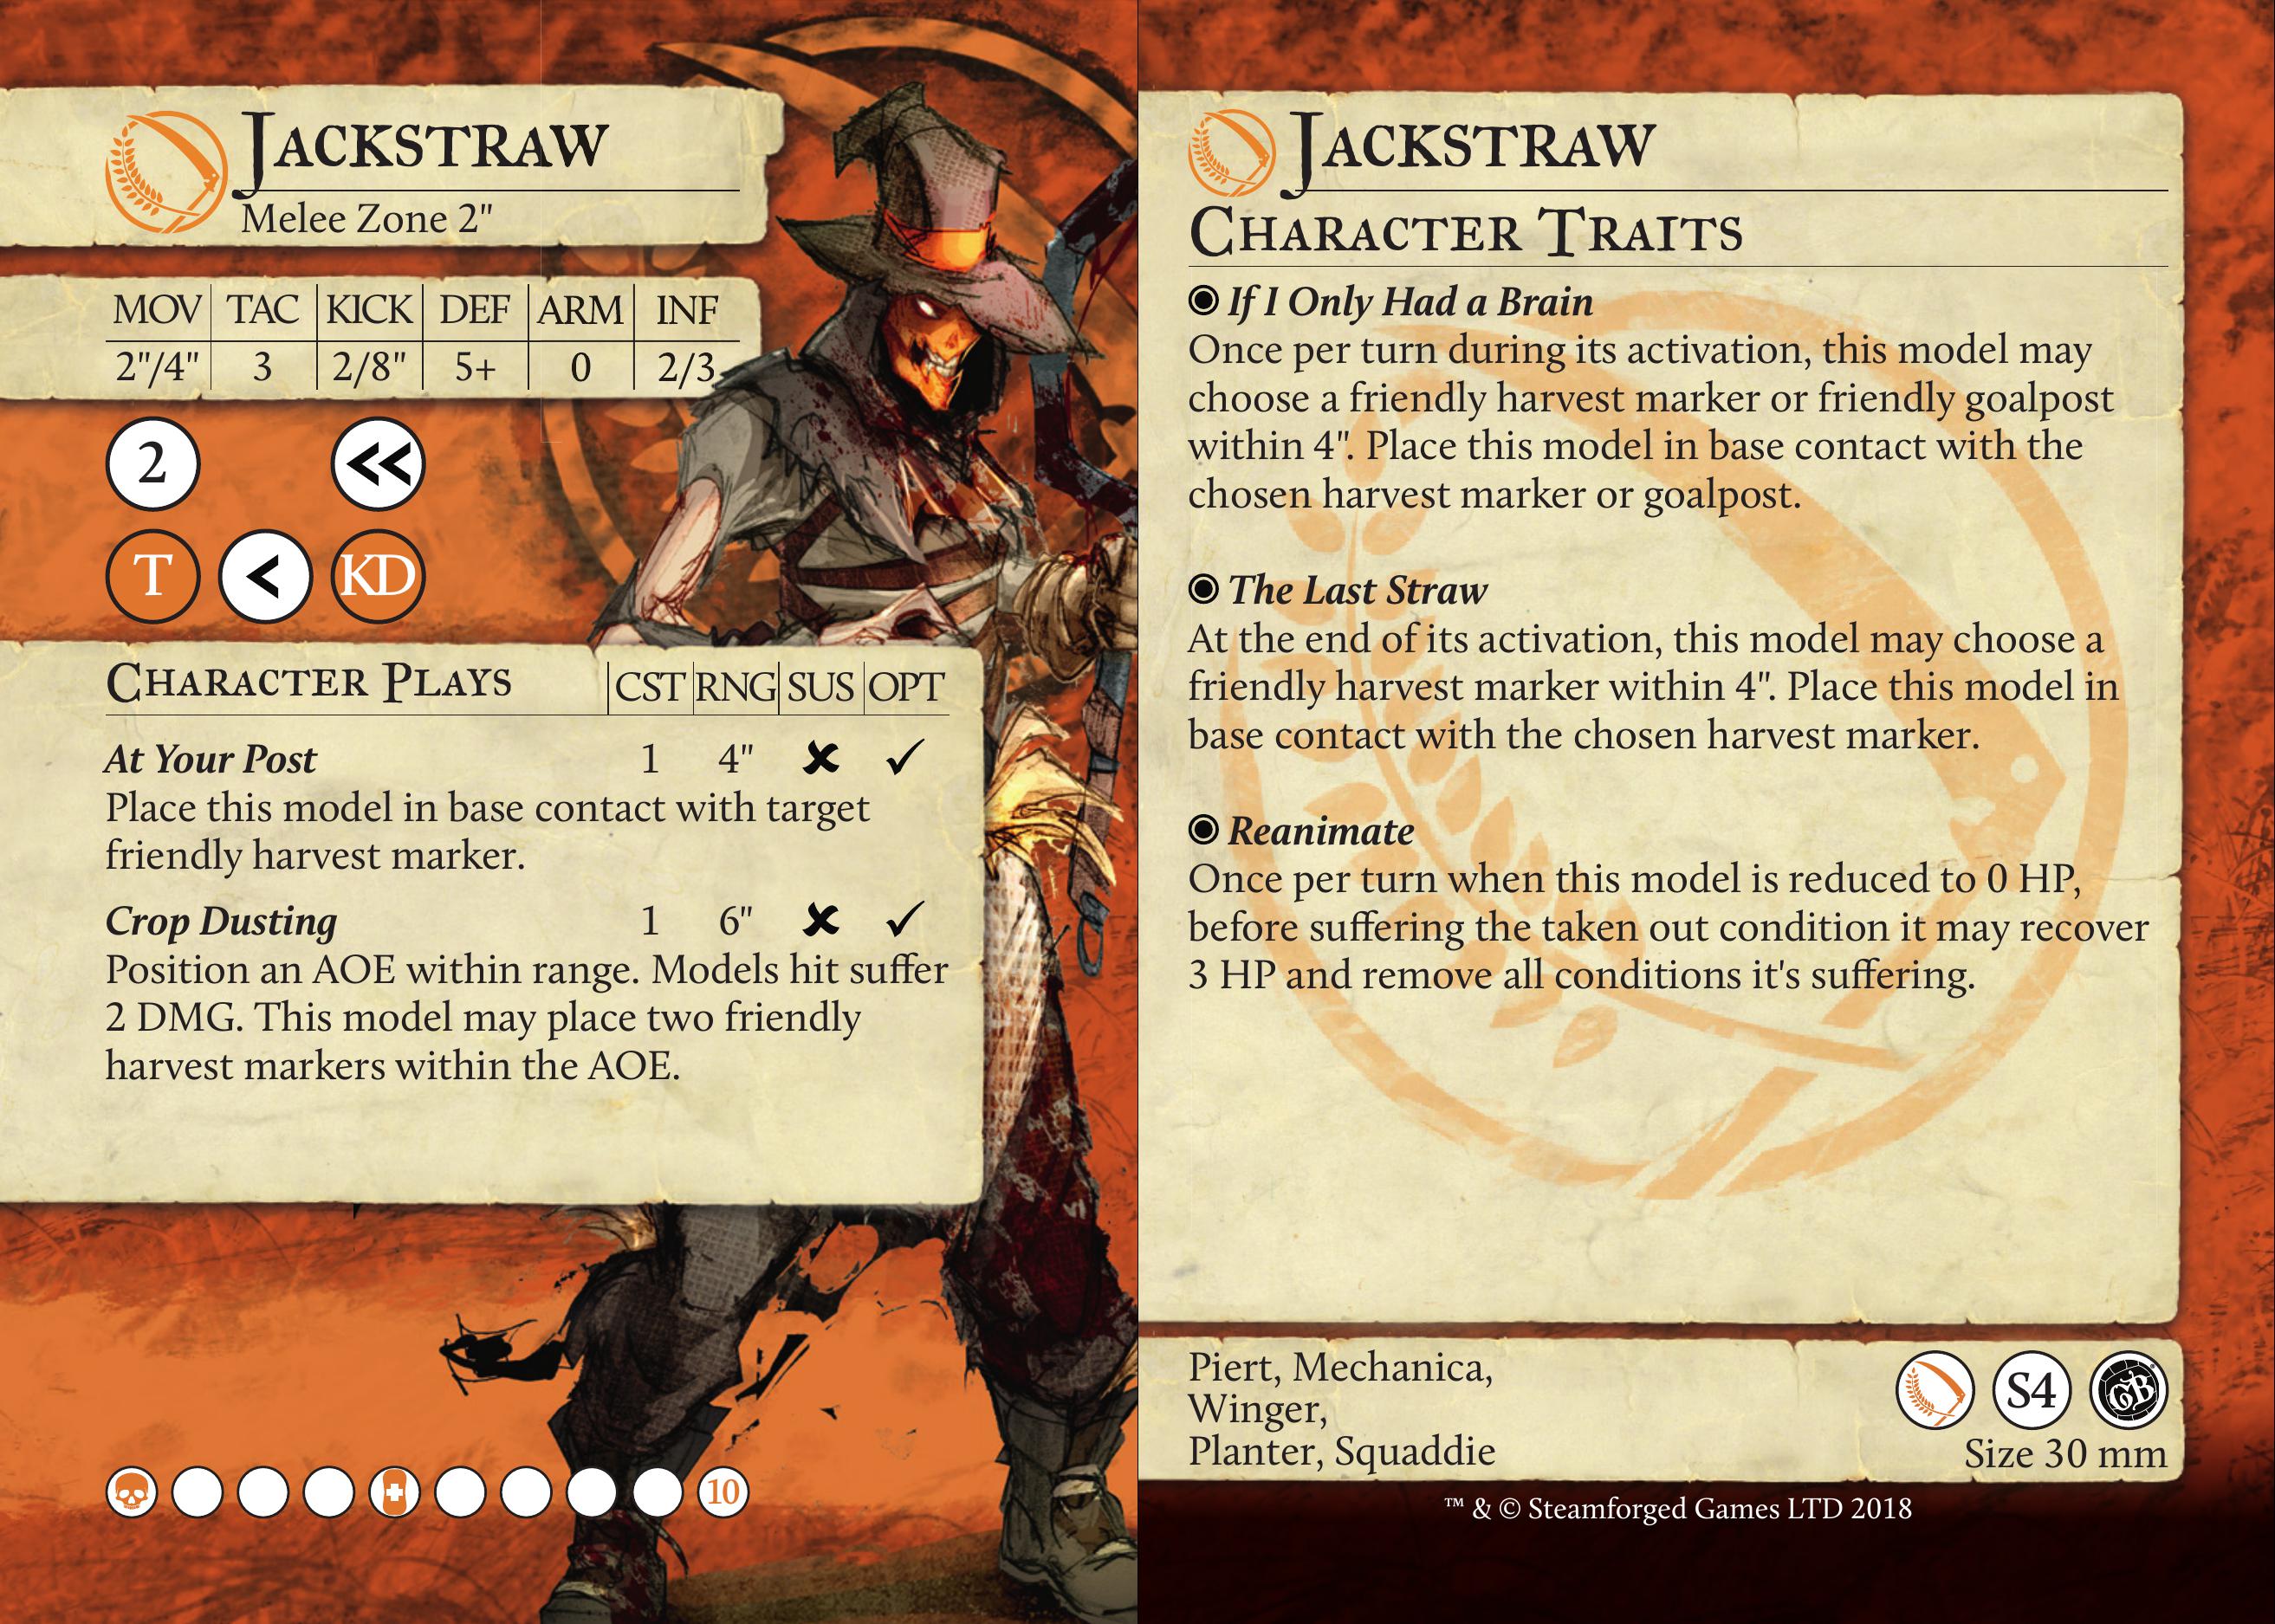 Jackstraw
Melee Zone 2"
MOV TAC KICK DEF ARM INF
2"/4" 3 2/8" 5+ 0 2/3
2 <<
T < KD
Character Plays CST RNG SUS OPT
At Your Post 1 4" ✘ ✓
Place this model in base contact with target
friendly harvest marker.
Crop Dusting 1 6" ✘ ✓
Position an AOE within range. Models hit suffer
2 DMG. This model may place two friendly
harvest markers within the AOE.
10
Jackstraw
Character Traits
If I Only Had a Brain
Once per turn during its activation, this model may
choose a friendly harvest marker or friendly goalpost
within 4". Place this model in base contact with the
chosen harvest marker or goalpost.
The Last Straw
At the end of its activation, this model may choose a
friendly harvest marker within 4". Place this model in
base contact with the chosen harvest marker.
Reanimate
Once per turn when this model is reduced to 0 HP,
before suffering the taken out condition it may recover
3 HP and remove all conditions it's suffering.
Piert, Mechanica,
Winger,
Planter, Squaddie
S4 GB
Size 30 mm
™ & © Steamforged Games LTD 2018